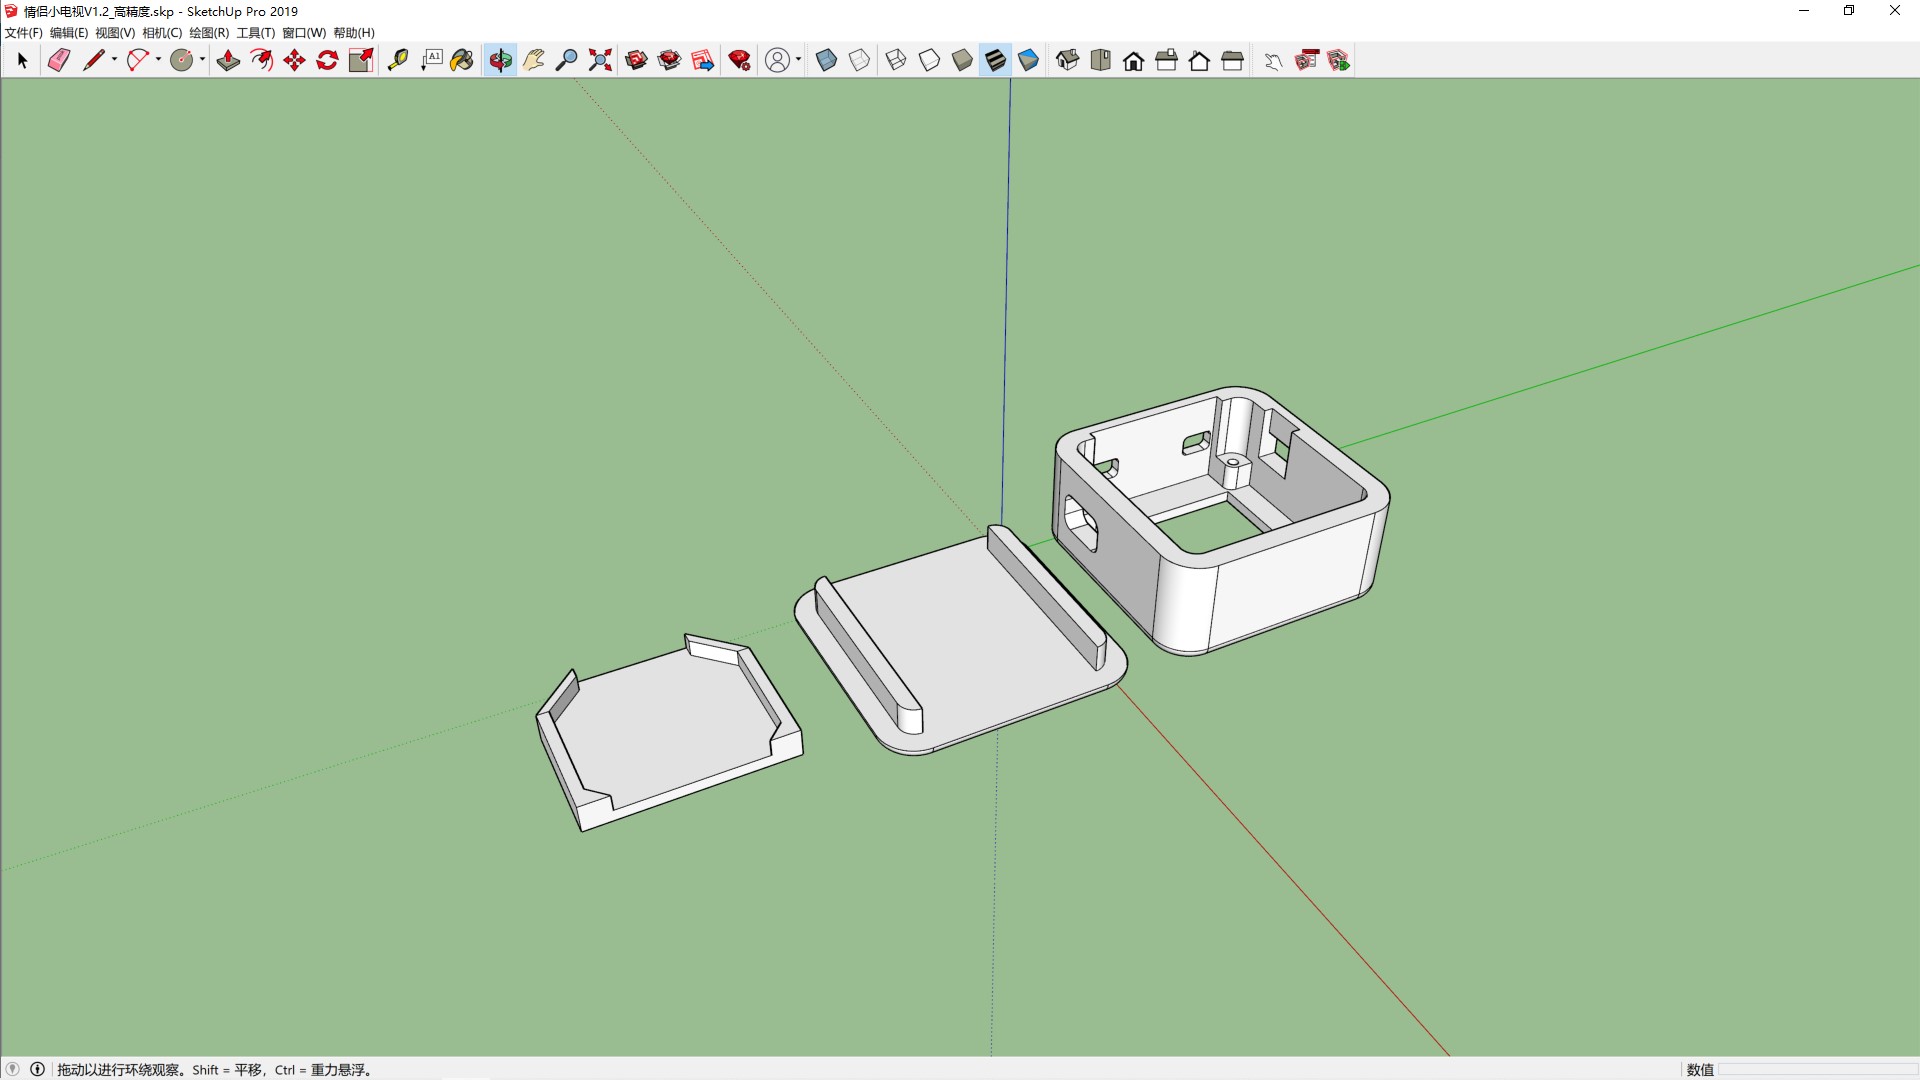 情侣小电视V1.2_高精度.skp - SketchUp Pro 2019
文件(F) 编辑(E) 视图(V) 相机(C) 绘图(R) 工具(T) 窗口(W) 帮助(H)
A1
拖动以进行环绕观察。Shift = 平移，Ctrl = 重力悬浮。
数值